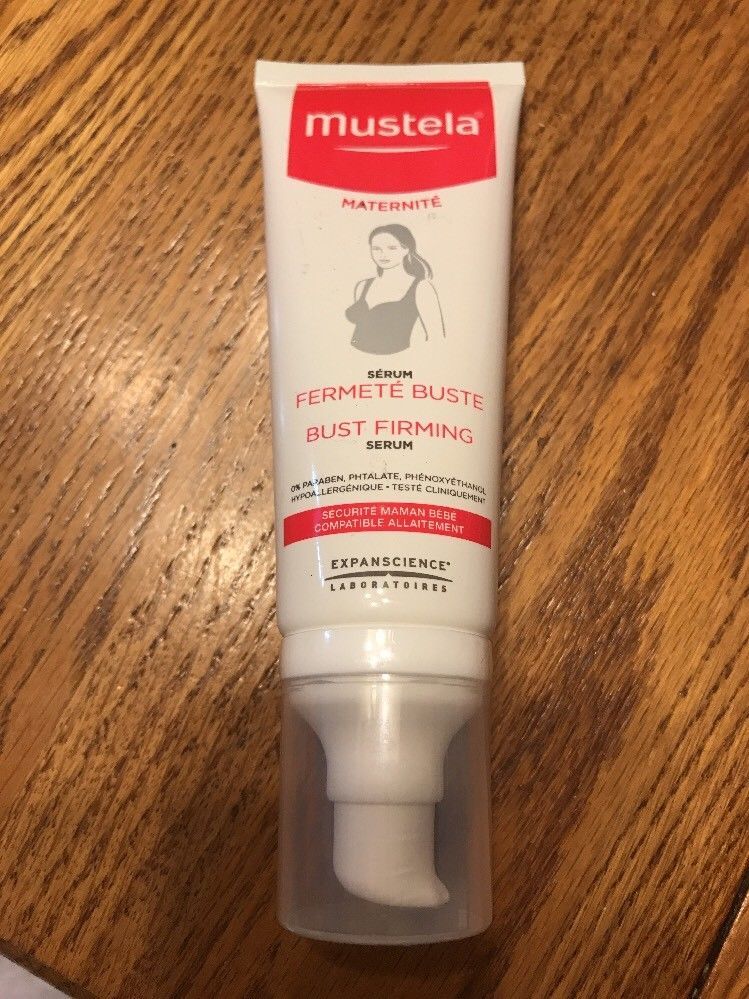 mustela
MATERNITÉ
SÉRUM
FERMETÉ BUSTE
BUST FIRMING
SERUM
0% PARABEN, PHTALATE, PHÉNOXYÉTHANOL
HYPOALLERGÉNIQUE • TESTÉ CLINIQUEMENT
SÉCURITÉ MAMAN BÉBÉ
COMPATIBLE ALLAITEMENT
EXPANSCIENCE®
LABORATOIRES